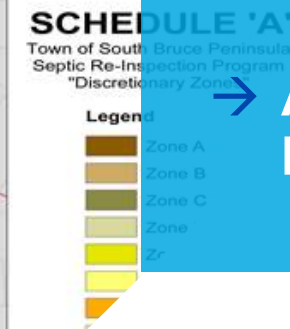 SCHEDULE 'A'
Town of South Bruce Peninsula
Septic Re-Inspection Program
"Discretionary Zones"
Legend
Zone A
Zone B
Zone C
Zone